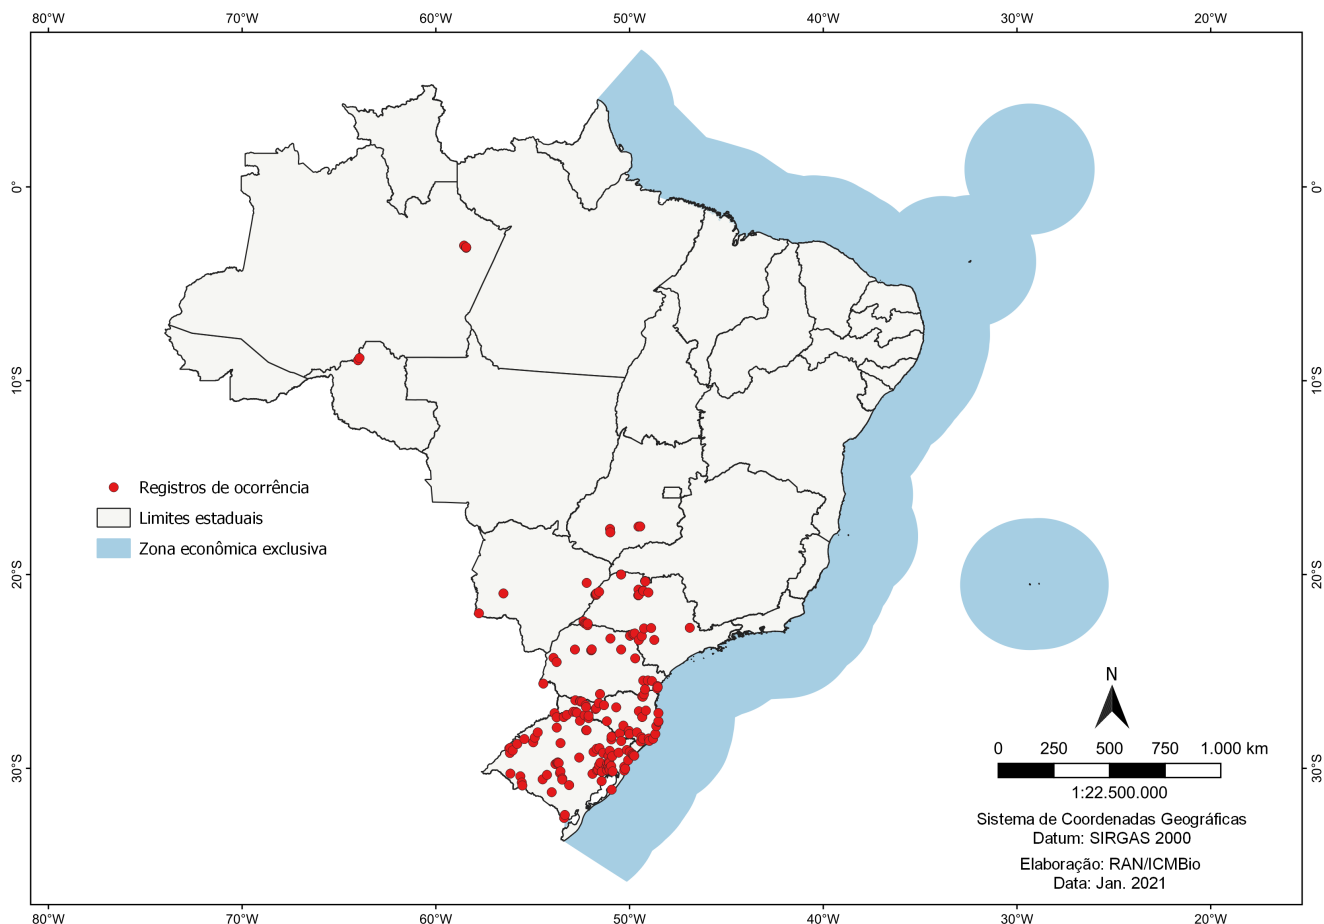 80°W 70°W 60°W 50°W 40°W 30°W 20°W
0° 0°
10°S 10°S
Registros de ocorrência
Limites estaduais
Zona econômica exclusiva
20°S 20°S
N
0 250 500 750 1.000 km
30°S 30°S
1:22.500.000
Sistema de Coordenadas Geográficas
Datum: SIRGAS 2000
Elaboração: RAN/ICMBio
Data: Jan. 2021
80°W 70°W 60°W 50°W 40°W 30°W 20°W